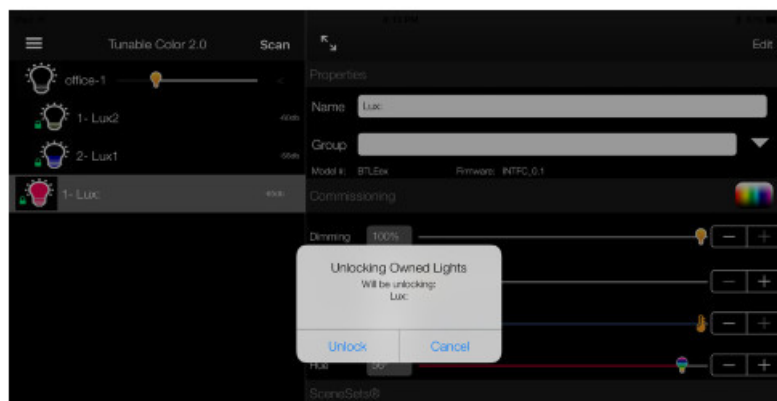 Tunable Color 2.0
Scan
Edit
office-1
Properties
Name
Lux:
1- Lux2
Group
2- Lux1
Model #: BTLEex Firmware: INTFC_0.1
1- Lux:
Commissioning
Dimming 100%
Unlocking Owned Lights
Will be unlocking:
Lux:
Unlock
Cancel
Hue
SceneSets®